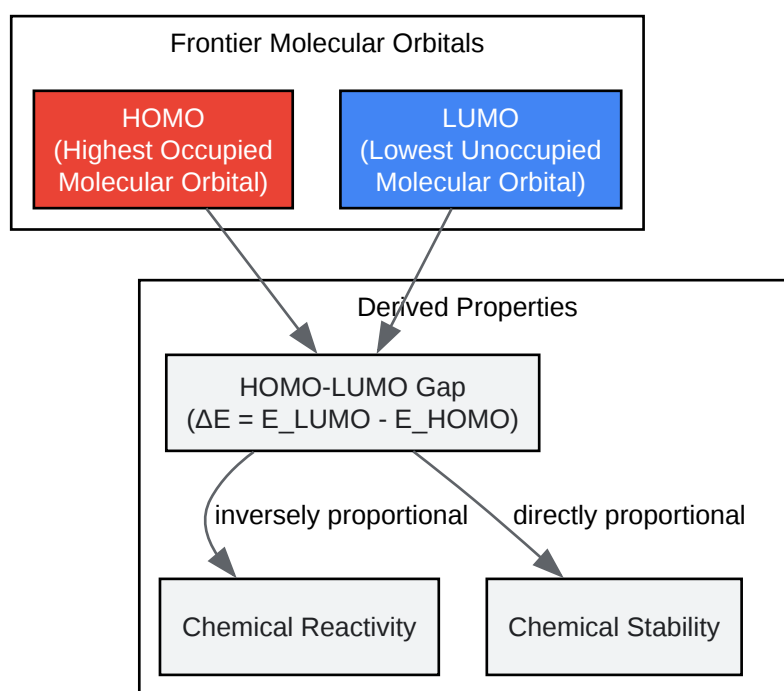 Frontier Molecular Orbitals
HOMO
(Highest Occupied
Molecular Orbital)
LUMO
(Lowest Unoccupied
Molecular Orbital)
Derived Properties
HOMO-LUMO Gap
(ΔE = E_LUMO - E_HOMO)
inversely proportional
directly proportional
Chemical Reactivity
Chemical Stability